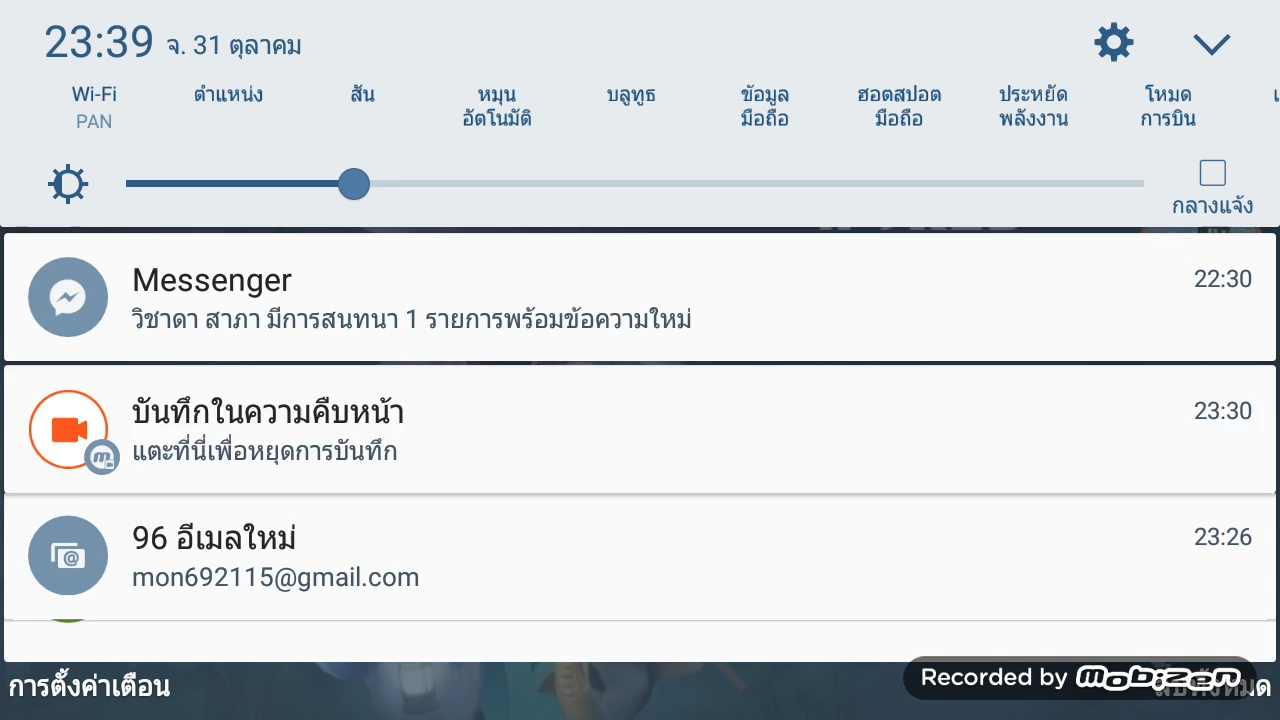 23:39 จ. 31 ตุลาคม
Wi-Fi
PAN
ตำแหน่ง
สั่น
หมุน
อัตโนมัติ
บลูทูธ
ข้อมูล
มือถือ
ฮอตสปอต
มือถือ
ประหยัด
พลังงาน
โหมด
การบิน
กลางแจ้ง
Messenger 22:30
วิชาดา สาภา มีการสนทนา 1 รายการพร้อมข้อความใหม่
บันทึกในความคืบหน้า 23:30
แตะที่นี่เพื่อหยุดการบันทึก
96 อีเมลใหม่ 23:26
mon692115@gmail.com
การตั้งค่าเตือน
Recorded by mobizen